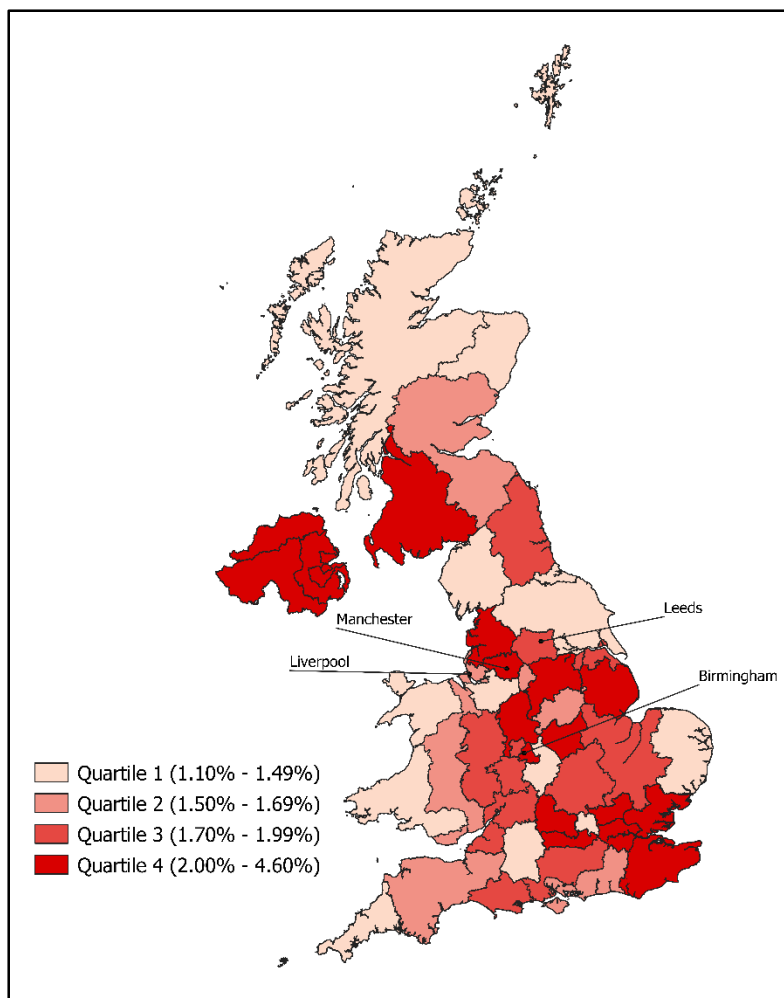 Leeds
Manchester
Liverpool
Birmingham
Quartile 1 (1.10% - 1.49%)
Quartile 2 (1.50% - 1.69%)
Quartile 3 (1.70% - 1.99%)
Quartile 4 (2.00% - 4.60%)